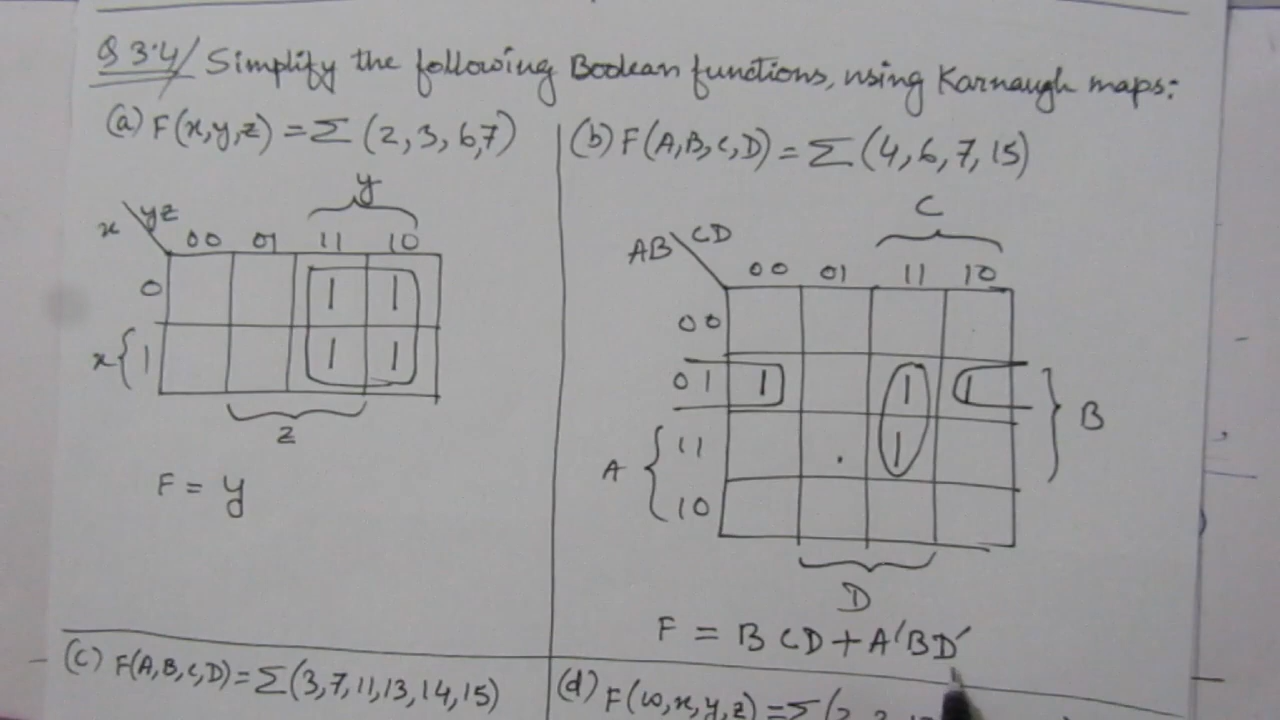 Q 3.4/ Simplify the following Boolean functions, using Karnaugh maps:
(a) F(x,y,z) = Σ (2,3,6,7)
y
x yz
00 01 11 10
0 1 1
x{ 1 1 1
z
F = y
(b) F(A,B,C,D) = Σ (4,6,7,15)
C
AB CD
00 01 11 10
00
01 1 1 1
B
11 1
A
10
D
F = BCD + A'BD'
(c) F(A,B,C,D) = Σ(3,7,11,13,14,15)
(d) F(w,x,y,z) = Σ(2,3,